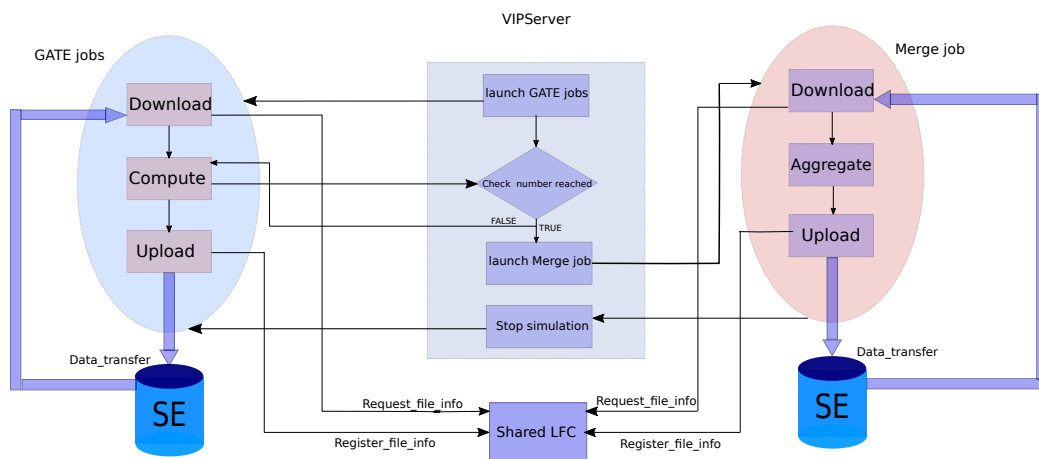 VIPServer
GATE jobs
Merge job
Download
Compute
Upload
launch GATE jobs
Check number reached
FALSE
TRUE
launch Merge job
Stop simulation
Download
Aggregate
Upload
Data_transfer
SE
Data_transfer
SE
Request_file_info
Register_file_info
Shared LFC
Request_file_info
Register_file_info